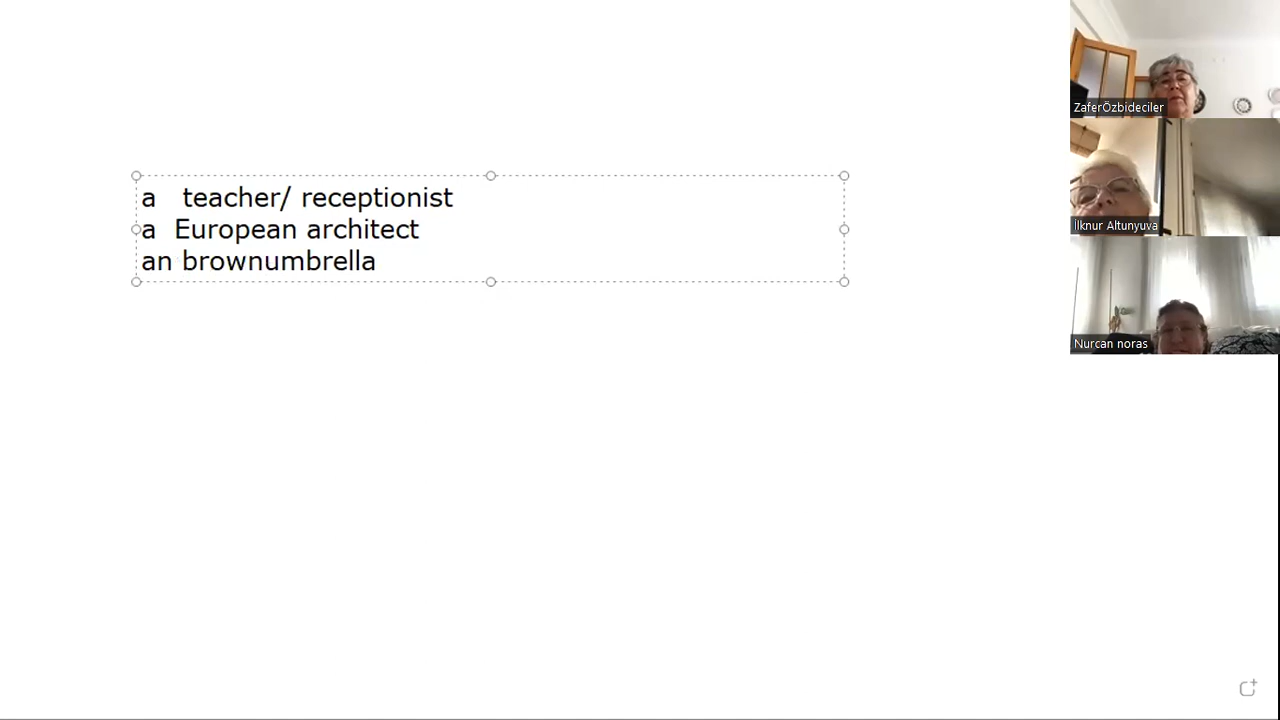 a teacher/ receptionist
a European architect
an brownumbrella
ZaferÖzbideciler
İlknur Altunyuva
Nurcan noras